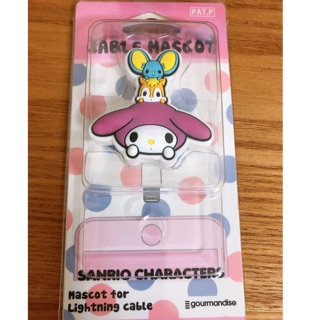 PAT.P
CABLE MASCOT
SANRIO CHARACTERS
Mascot for
Lightning cable
gourmandise